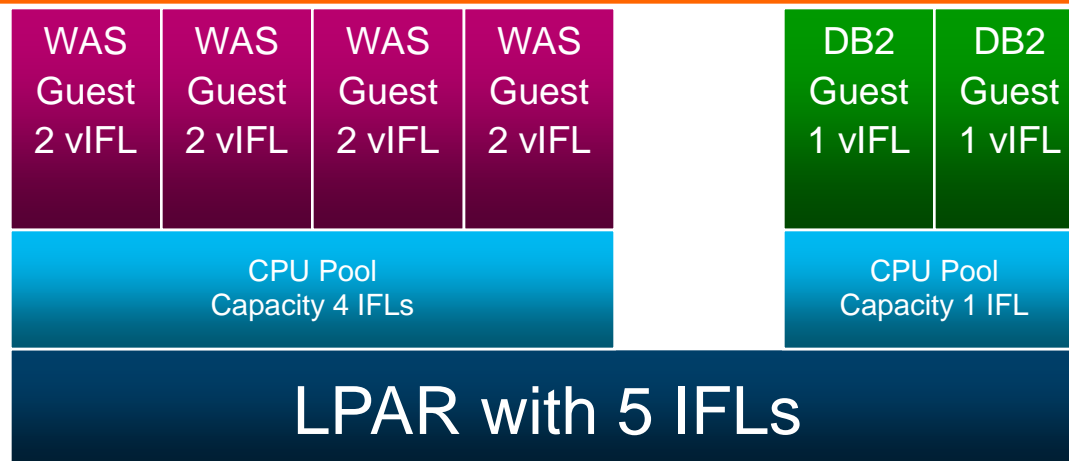 WAS
Guest
2 vIFL
WAS
Guest
2 vIFL
WAS
Guest
2 vIFL
WAS
Guest
2 vIFL
DB2
Guest
1 vIFL
DB2
Guest
1 vIFL
CPU Pool
Capacity 4 IFLs
CPU Pool
Capacity 1 IFL
LPAR with 5 IFLs